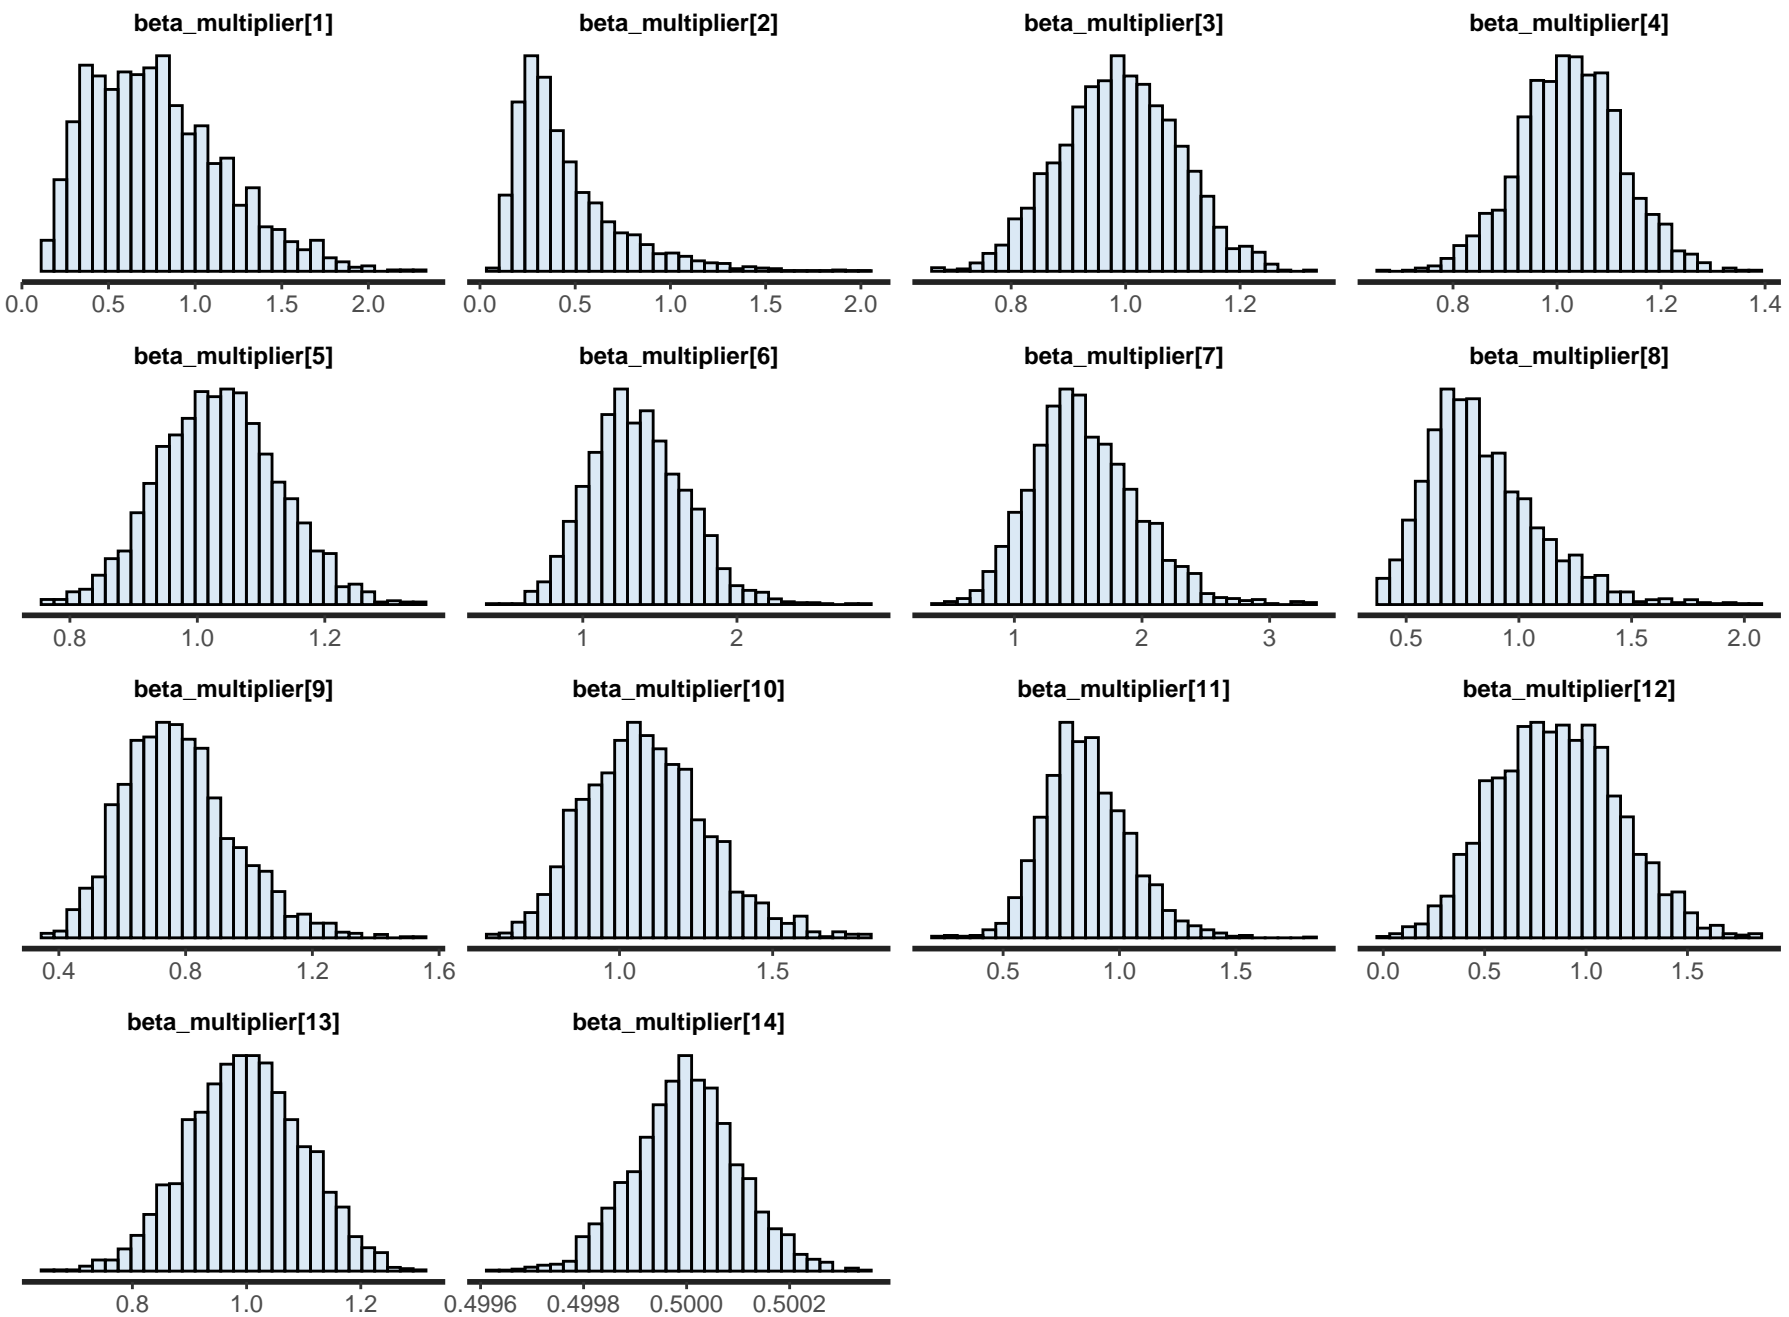 beta_multiplier[1] beta_multiplier[2] beta_multiplier[3] beta_multiplier[4]
0.0 0.5 1.0 1.5 2.0 0.0 0.5 1.0 1.5 2.0 0.8 1.0 1.2 0.8 1.0 1.2 1.4
beta_multiplier[5] beta_multiplier[6] beta_multiplier[7] beta_multiplier[8]
0.8 1.0 1.2 1 2 1 2 3 0.5 1.0 1.5 2.0
beta_multiplier[9] beta_multiplier[10] beta_multiplier[11] beta_multiplier[12]
0.4 0.8 1.2 1.6 1.0 1.5 0.5 1.0 1.5 0.0 0.5 1.0 1.5
beta_multiplier[13] beta_multiplier[14]
0.8 1.0 1.2 0.4996 0.4998 0.5000 0.5002